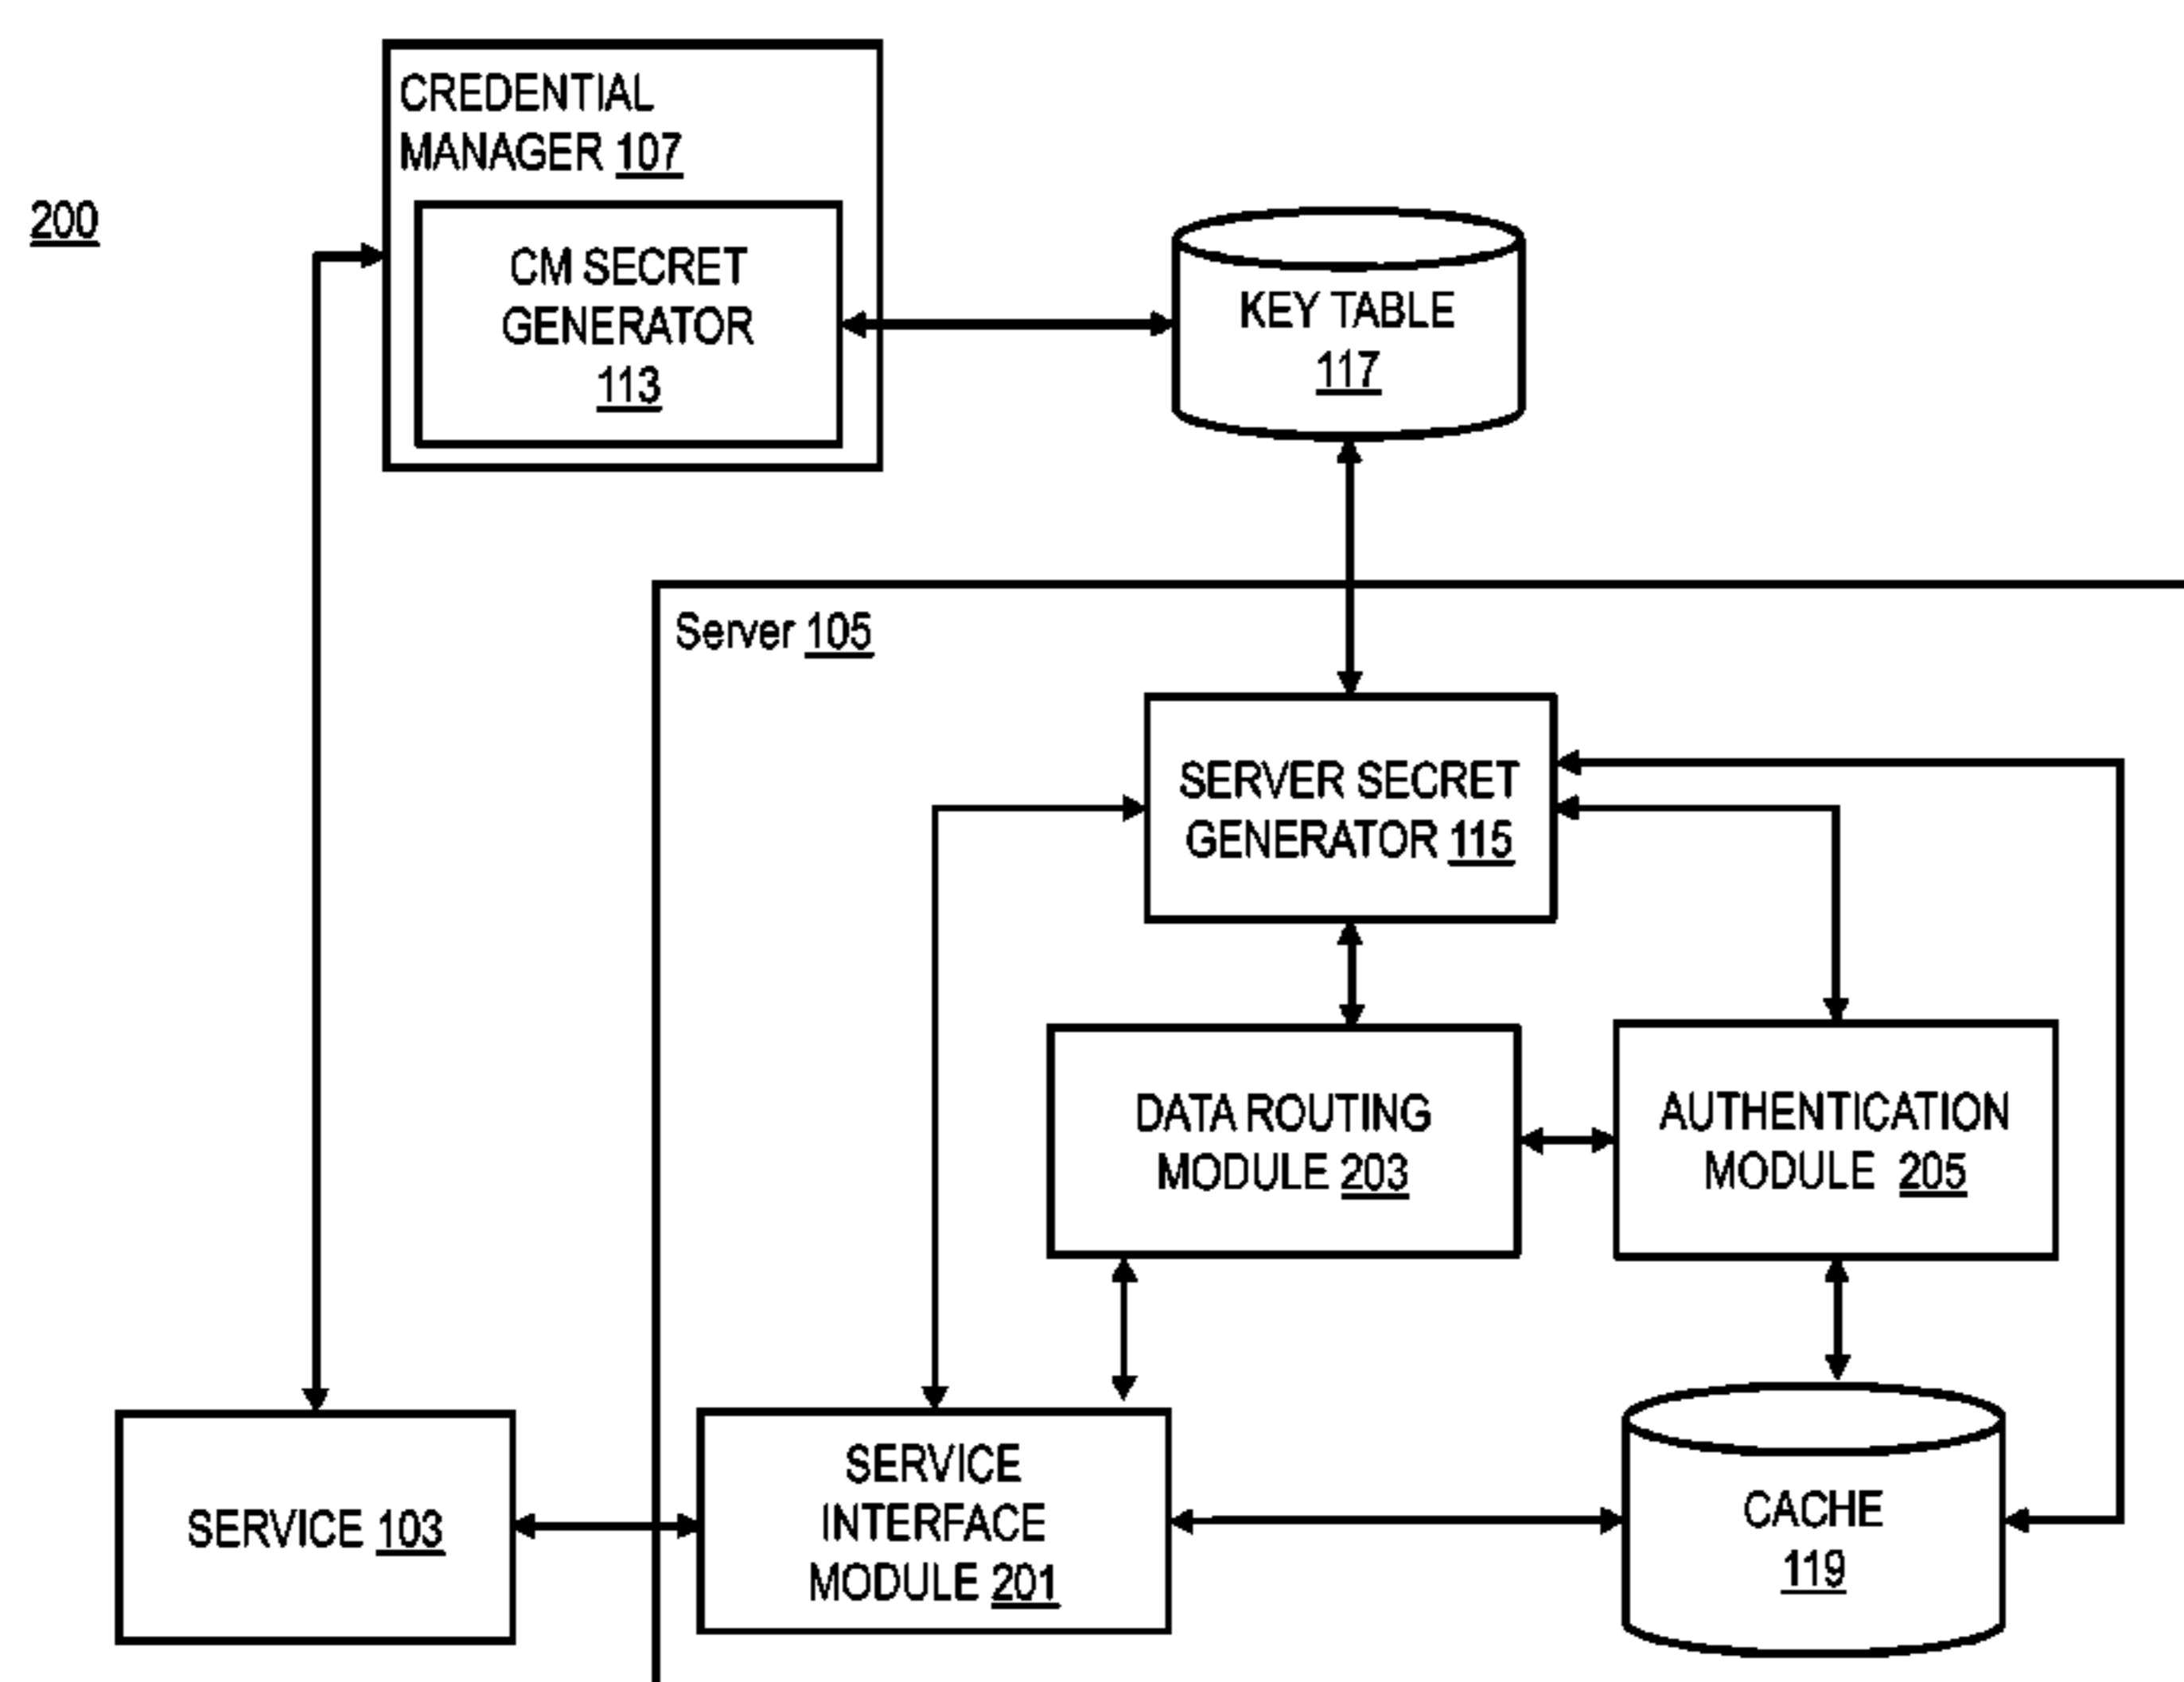 200
CREDENTIAL
MANAGER 107
CM SECRET
GENERATOR
113
KEY TABLE
117
Server 105
SERVER SECRET
GENERATOR 115
DATA ROUTING
MODULE 203
AUTHENTICATION
MODULE 205
SERVICE 103
SERVICE
INTERFACE
MODULE 201
CACHE
119